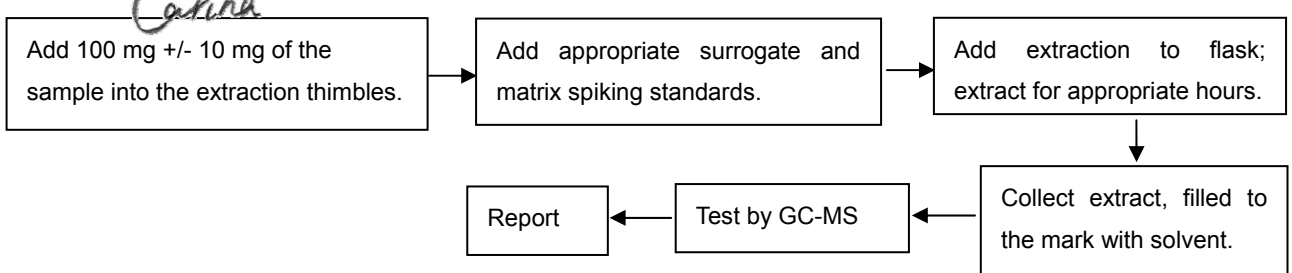 Carina
Add 100 mg +/- 10 mg of the
sample into the extraction thimbles.
Add appropriate surrogate and
matrix spiking standards.
Add extraction to flask;
extract for appropriate hours.
Collect extract, filled to
the mark with solvent.
Test by GC-MS
Report